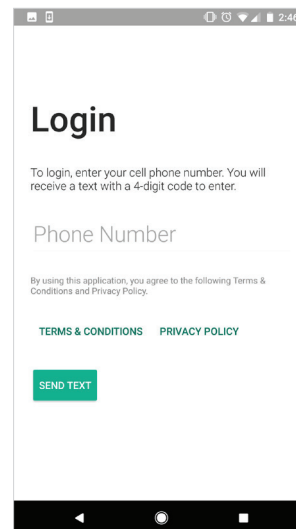 2:46
Login
To login, enter your cell phone number. You will
receive a text with a 4-digit code to enter.
Phone Number
By using this application, you agree to the following Terms &
Conditions and Privacy Policy.
TERMS & CONDITIONS PRIVACY POLICY
SEND TEXT